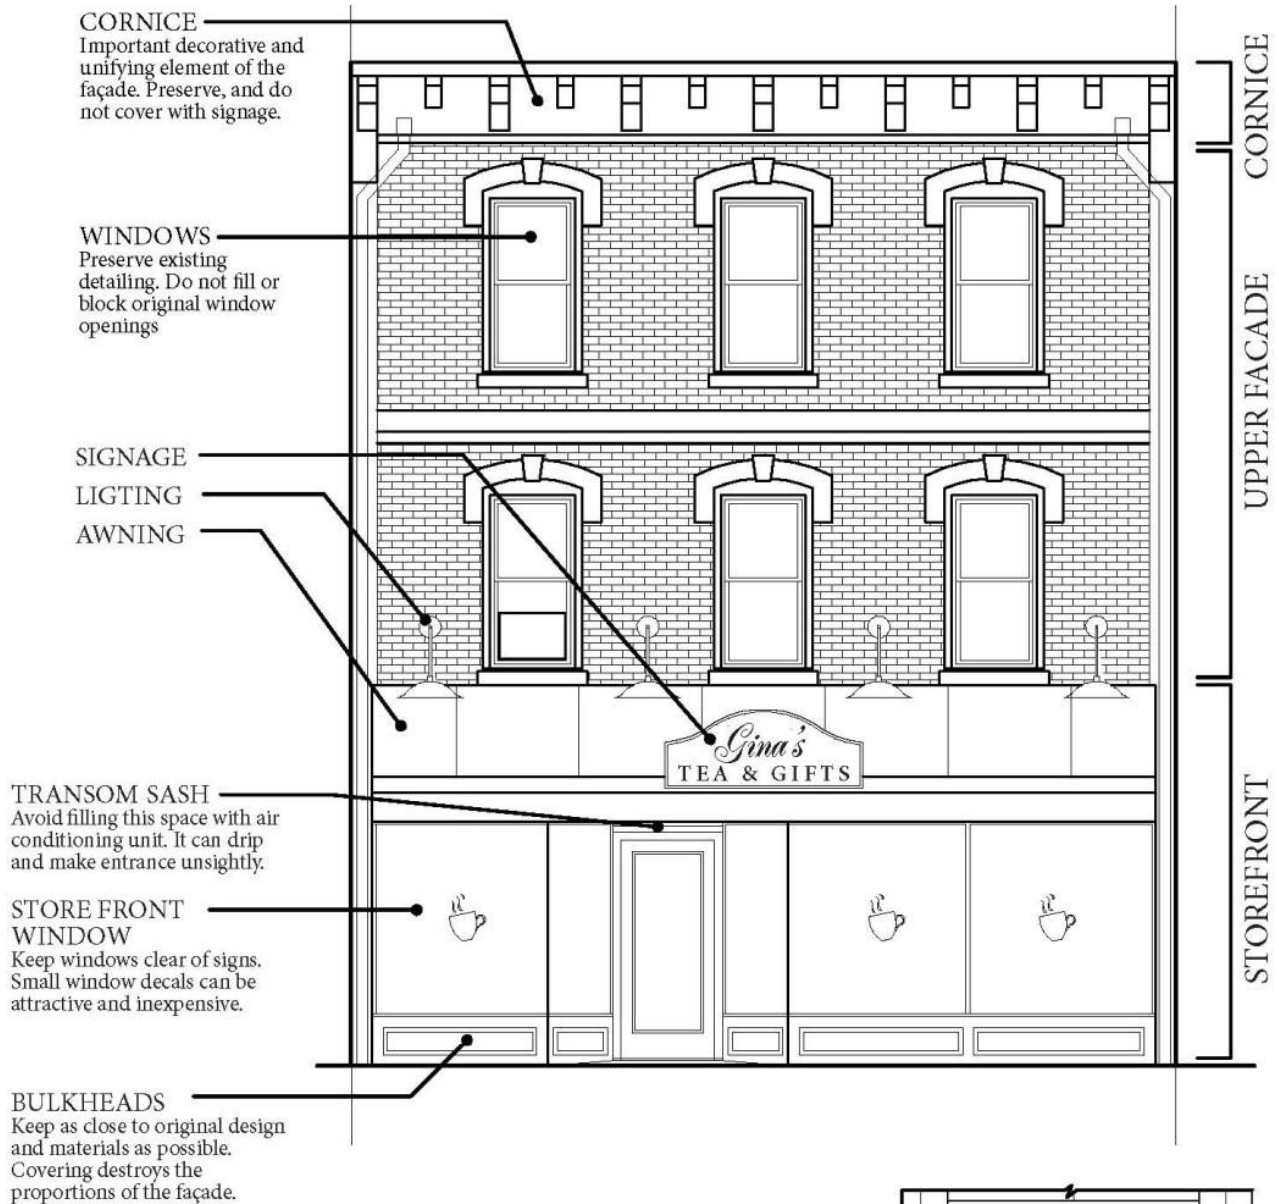 CORNICE
Important decorative and
unifying element of the
façade. Preserve, and do
not cover with signage.
WINDOWS
Preserve existing
detailing. Do not fill or
block original window
openings
SIGNAGE
LIGTING
AWNING
TRANSOM SASH
Avoid filling this space with air
conditioning unit. It can drip
and make entrance unsightly.
STORE FRONT
WINDOW
Keep windows clear of signs.
Small window decals can be
attractive and inexpensive.
BULKHEADS
Keep as close to original design
and materials as possible.
Covering destroys the
proportions of the façade.
Gina's
TEA & GIFTS
CORNICE
UPPER FACADE
STOREFRONT